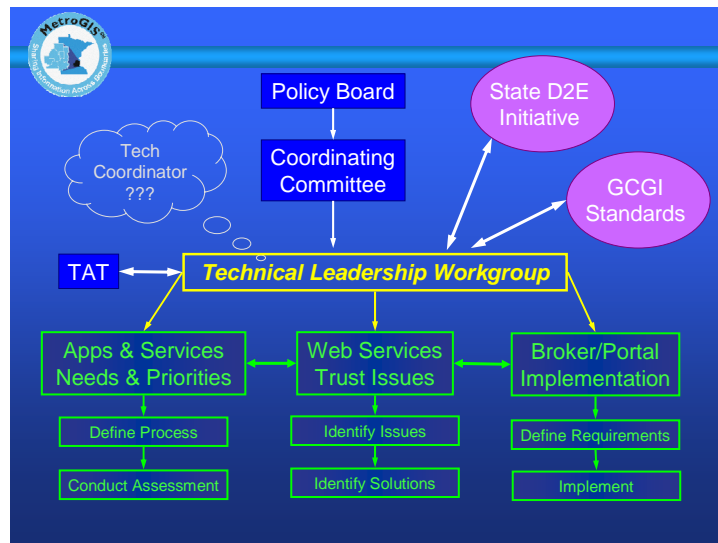 MetroGIS
Sharing Information Across Boundaries
Policy Board
State D2E
Initiative
Tech
Coordinator
???
Coordinating
Committee
GCGI
Standards
TAT
Technical Leadership Workgroup
Apps & Services
Needs & Priorities
Web Services
Trust Issues
Broker/Portal
Implementation
Define Process
Identify Issues
Define Requirements
Conduct Assessment
Identify Solutions
Implement